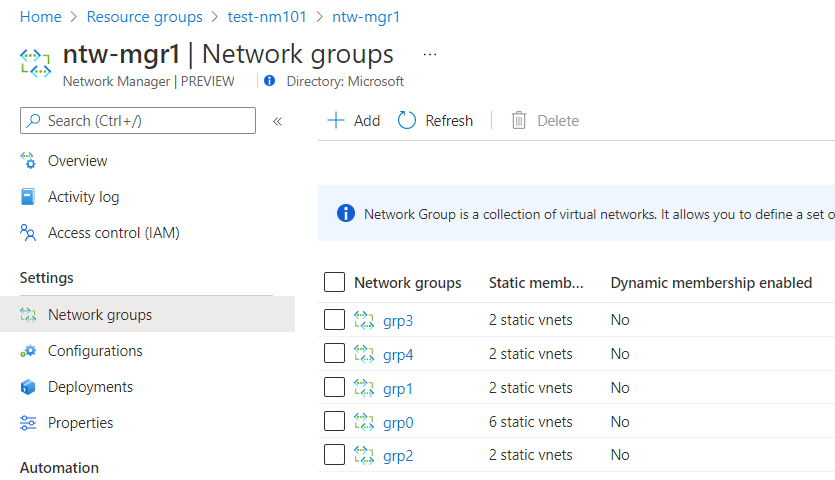 Home > Resource groups > test-nm101 > ntw-mgr1
ntw-mgr1 | Network groups ...
Network Manager | PREVIEW Directory: Microsoft
Search (Ctrl+/) «
Overview
Activity log
Access control (IAM)
Settings
Network groups
Configurations
Deployments
Properties
Automation
Add Refresh Delete
Network Group is a collection of virtual networks. It allows you to define a set o
Network groups Static memb... Dynamic membership enabled
grp3 2 static vnets No
grp4 2 static vnets No
grp1 2 static vnets No
grp0 6 static vnets No
grp2 2 static vnets No